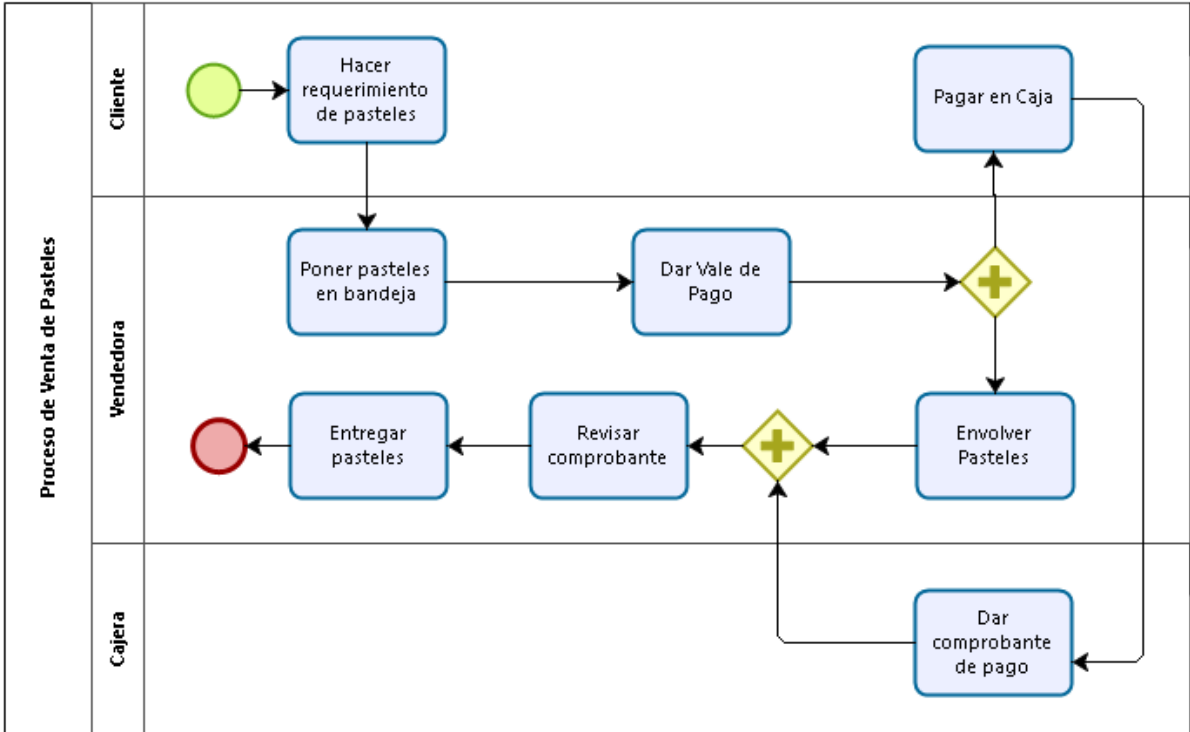 Proceso de Venta de Pasteles
Cliente
Hacer
requerimiento
de pasteles
Pagar en Caja
Vendedora
Poner pasteles
en bandeja
Dar Vale de
Pago
Entregar
pasteles
Revisar
comprobante
Envolver
Pasteles
Cajera
Dar
comprobante
de pago